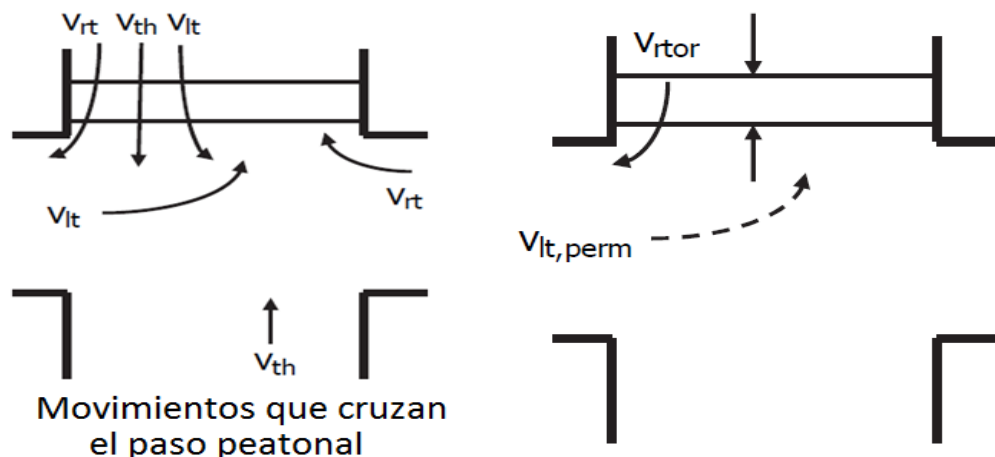 Vrt Vth Vlt
Vlt
Vrt
Vth
Movimientos que cruzan
el paso peatonal
Vrtor
Vlt,perm